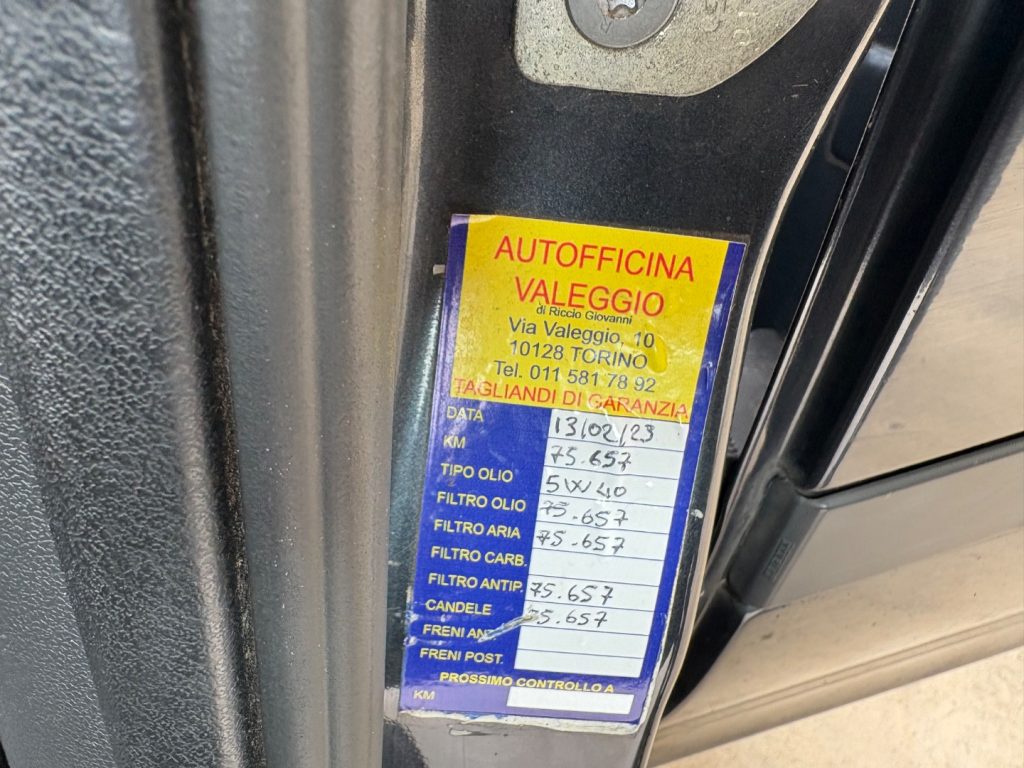 AUTOFFICINA
VALEGGIO
di Riccio Giovanni
Via Valeggio, 10
10128 TORINO
Tel. 011 581 78 92
TAGLIANDI DI GARANZIA
DATA 13/02/23
KM 75.657
TIPO OLIO 5W40
FILTRO OLIO 75.657
FILTRO ARIA 75.657
FILTRO CARB.
FILTRO ANTIP. 75.657
CANDELE 75.657
FRENI ANT.
FRENI POST.
PROSSIMO CONTROLLO A
KM